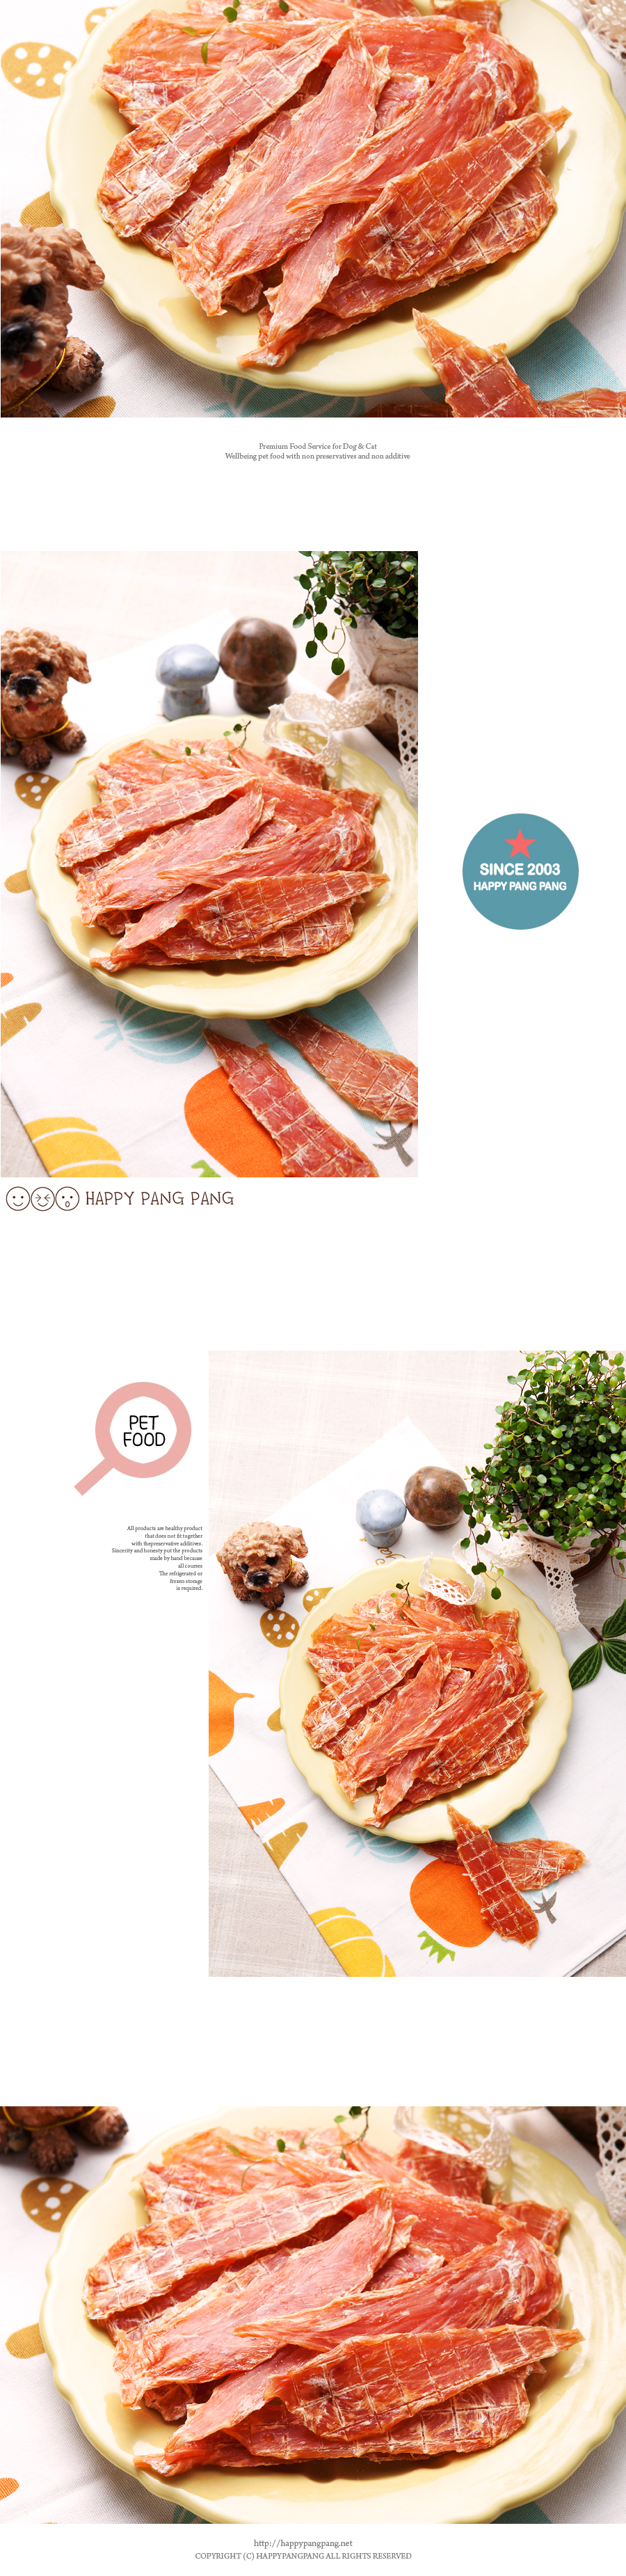 Premium Food Service for Dog & Cat
Wellbeing pet food with non preservatives and non additive
SINCE 2003
HAPPY PANG PANG
HAPPY PANG PANG
PET
FOOD
All products are healthy product
that does not fit together
with thepreservative additives.
Sincerity and honesty put the products
made by hand because
all courses
The refrigerated or
frozen storage
is required.
http://happypangpang.net
COPYRIGHT (C) HAPPYPANGPANG ALL RIGHTS RESERVED